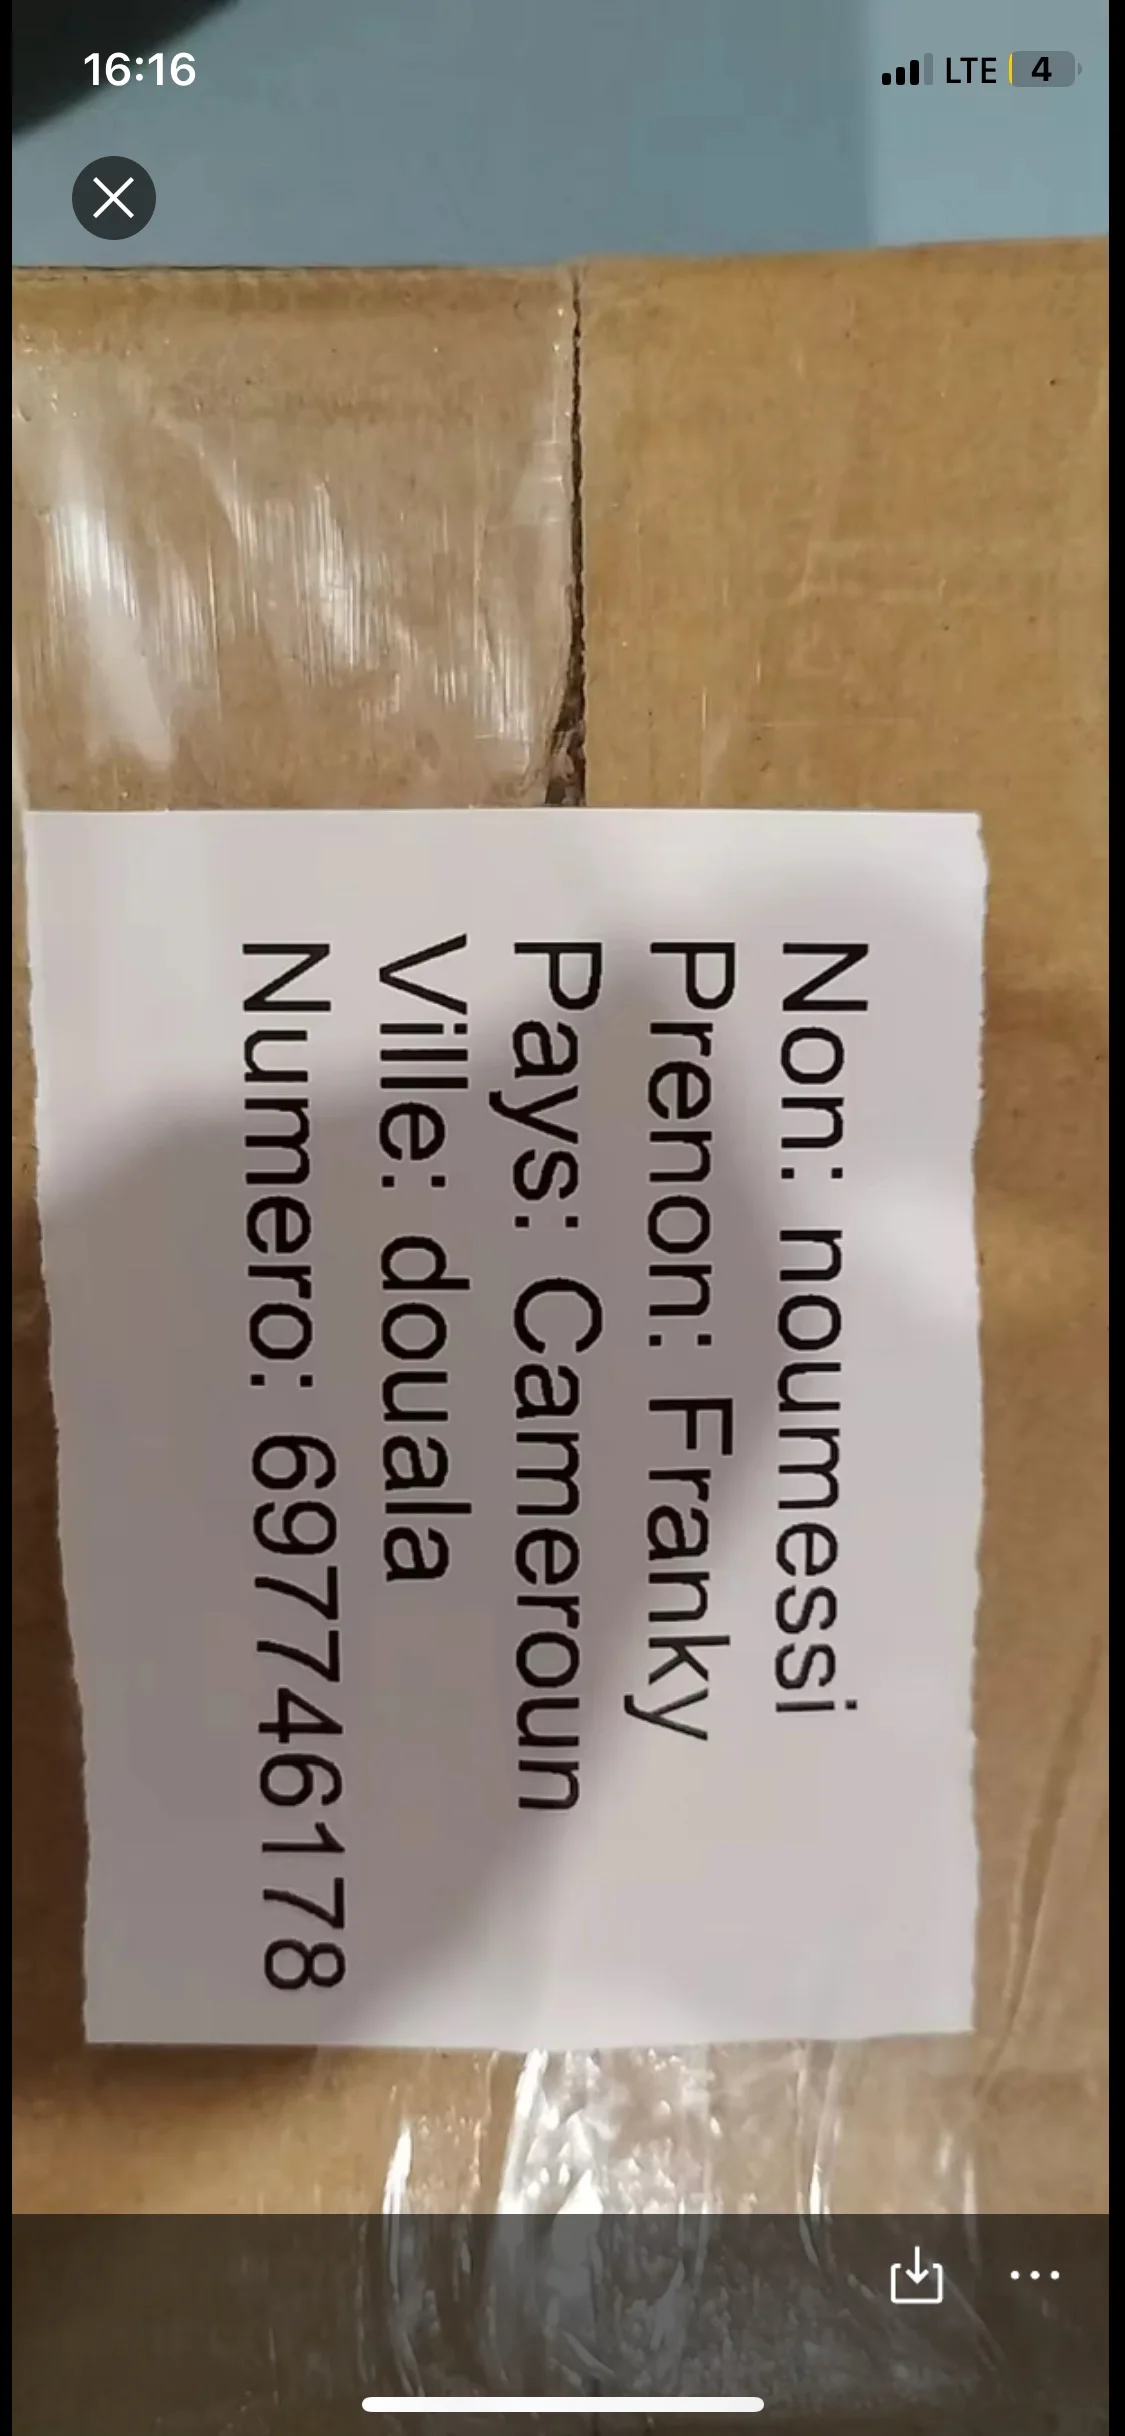 16:16
LTE 4
Non: noumessi
Prenon: Franky
Pays: Cameroun
Ville: douala
Numero: 697746178